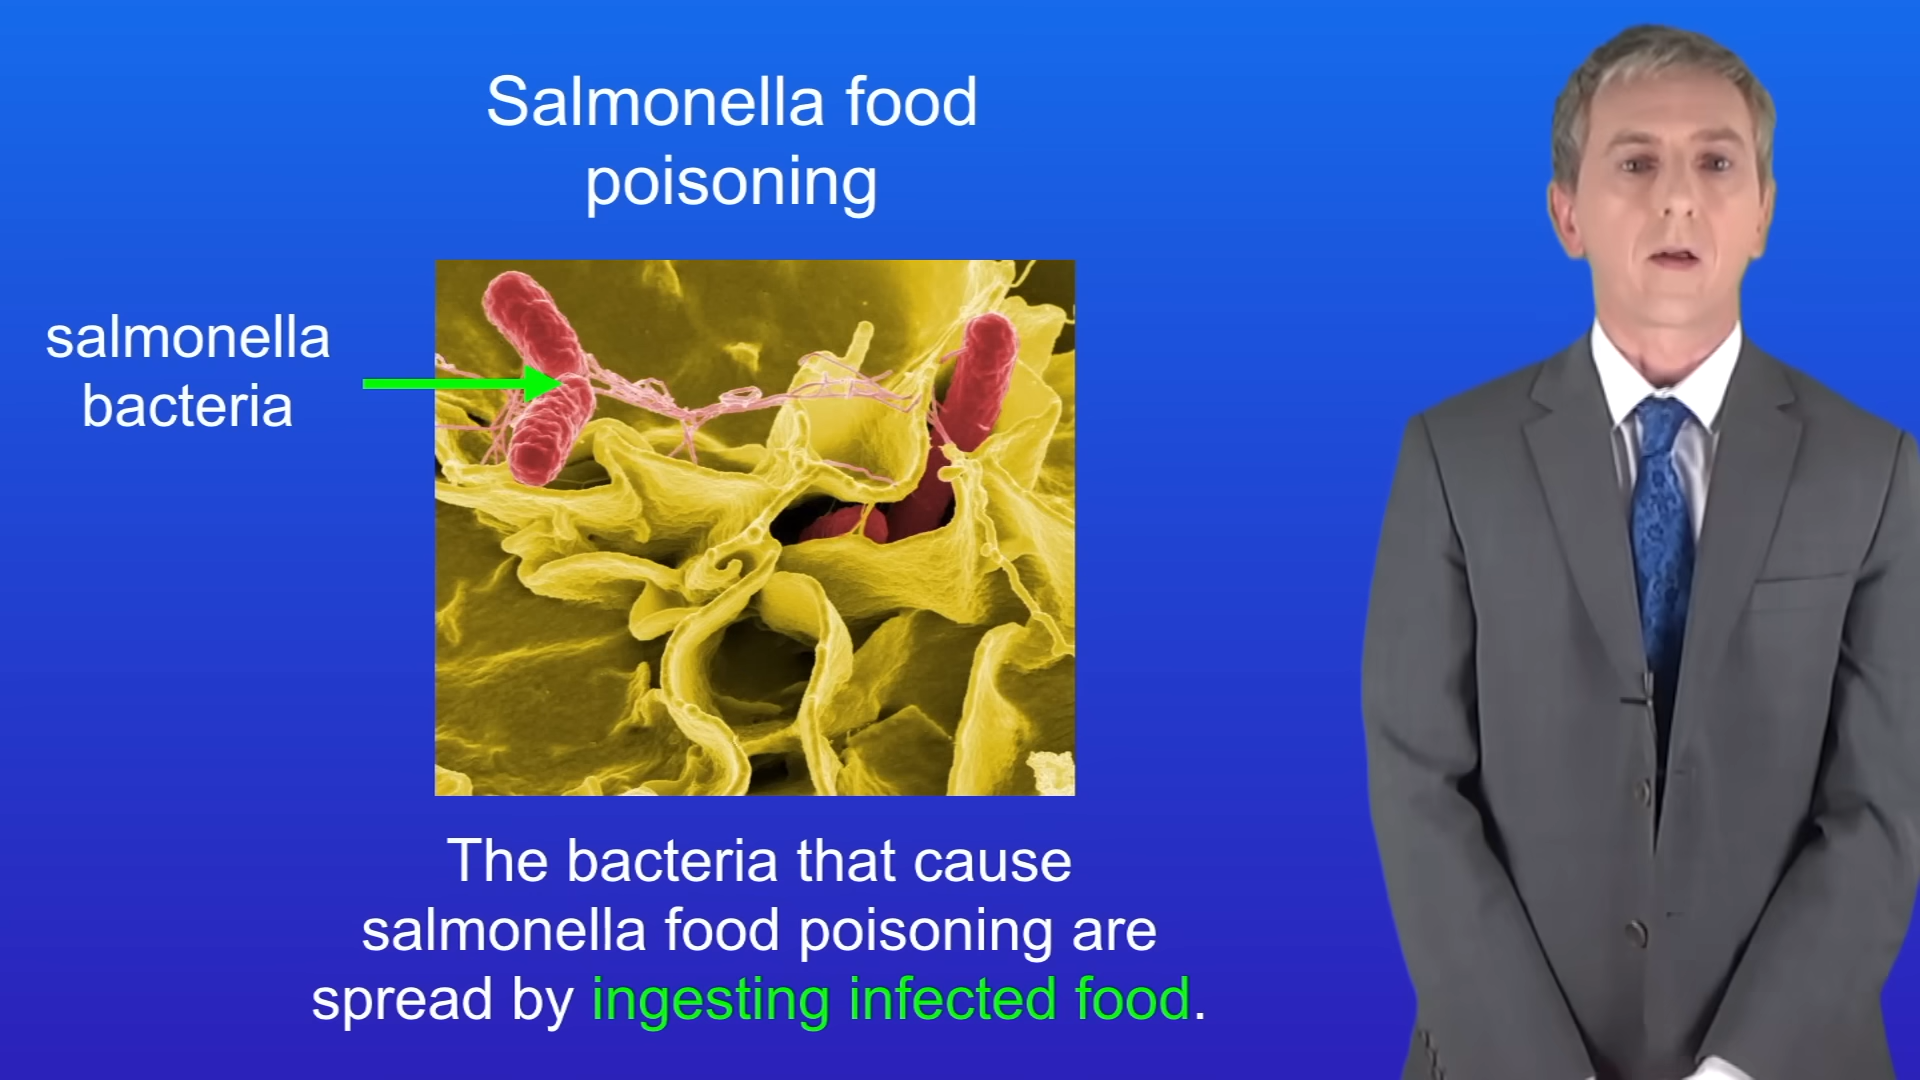 Salmonella food
poisoning
salmonella
bacteria
The bacteria that cause
salmonella food poisoning are
spread by ingesting infected food.